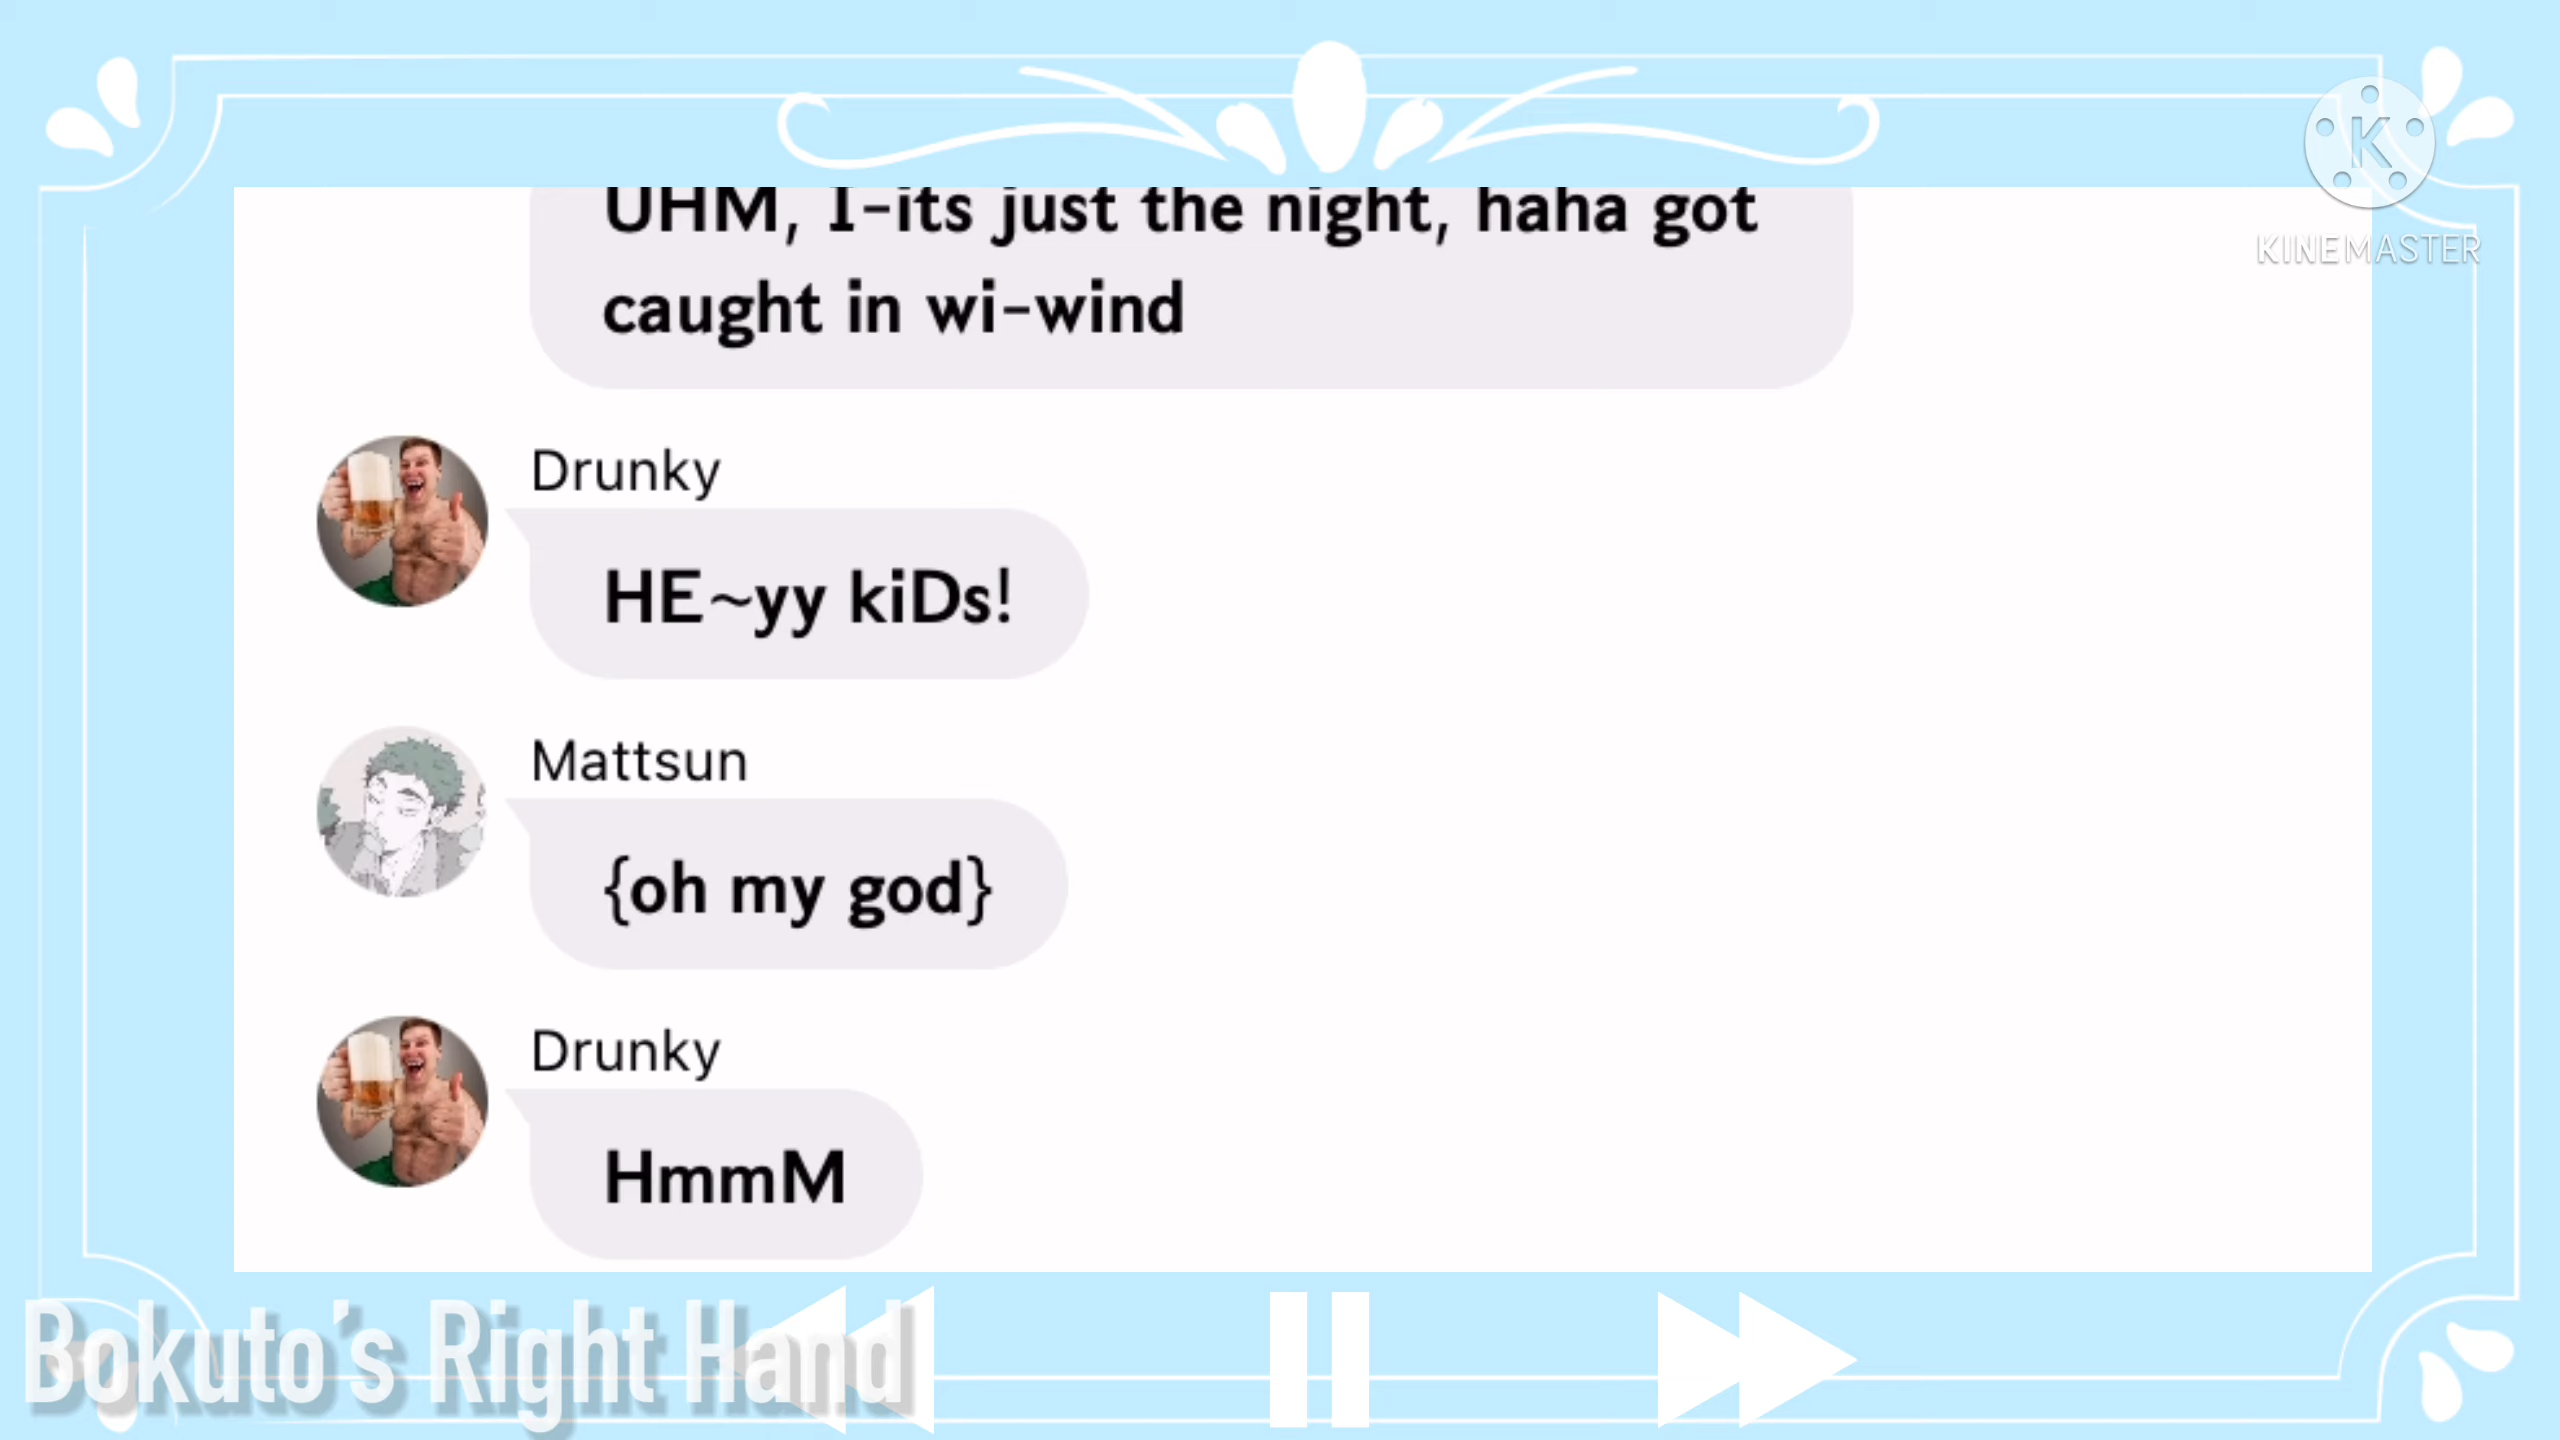 UHM, I-its just the night, haha got
caught in wi-wind
KINEMASTER
Drunky
HE~yy kiDs!
Mattsun
{oh my god}
Drunky
HmmM
Bokuto's Right Hand